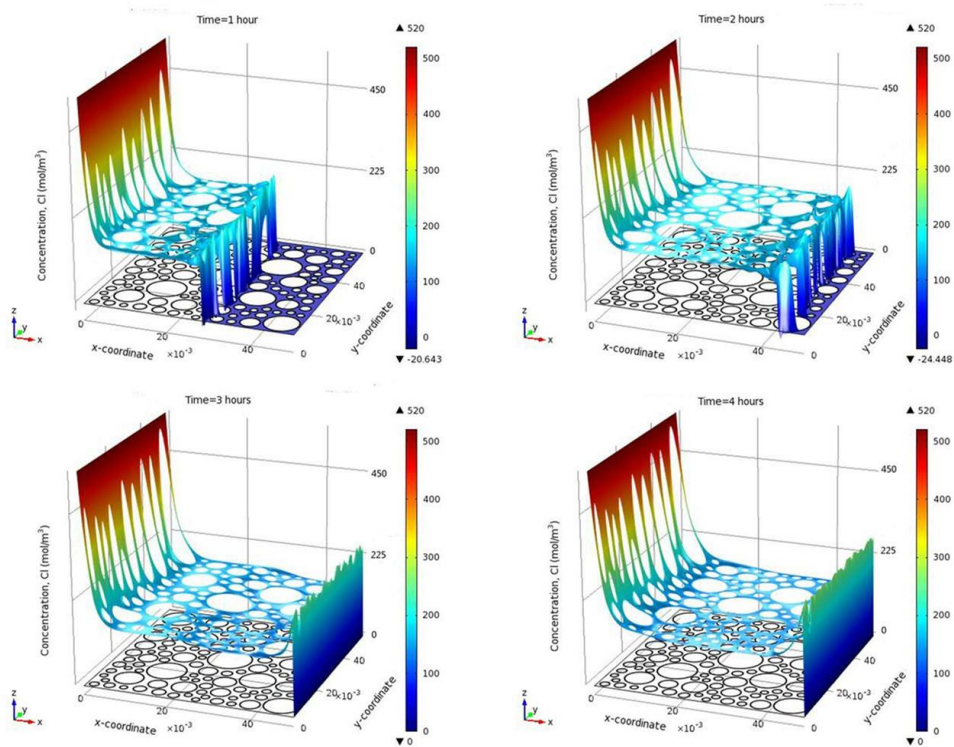 Time=1 hour
▲ 520
500
400
300
200
100
0
▼ -20.643
450
225
0
Concentration, Cl (mol/m³)
0
20
40
×10⁻³
x-coordinate
0
20
×10⁻³
40
y-coordinate
z
y
x
Time=2 hours
▲ 520
500
400
300
200
100
0
▼ -24.448
450
225
0
Concentration, Cl (mol/m³)
0
20
40
×10⁻³
x-coordinate
0
20
×10⁻³
40
y-coordinate
z
y
x
Time=3 hours
▲ 520
500
400
300
200
100
0
▼ 0
450
225
0
Concentration, Cl (mol/m³)
0
20
40
×10⁻³
x-coordinate
0
20
×10⁻³
40
y-coordinate
z
y
x
Time=4 hours
▲ 520
500
400
300
200
100
0
▼ 0
450
225
0
Concentration, Cl (mol/m³)
0
20
40
×10⁻³
x-coordinate
0
20
×10⁻³
40
y-coordinate
z
y
x